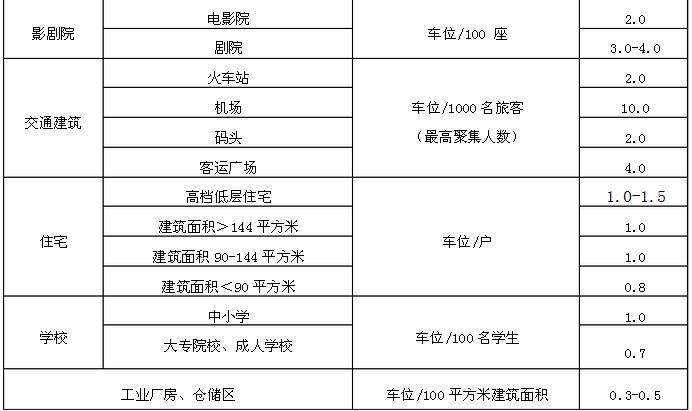 影剧院
电影院
车位/100 座
2.0
剧院
3.0-4.0
交通建筑
火车站
车位/1000 名旅客
(最高聚集人数)
2.0
机场
10.0
码头
2.0
客运广场
4.0
住宅
高档低层住宅
车位/户
1.0-1.5
建筑面积＞144 平方米
1.0
建筑面积 90-144 平方米
1.0
建筑面积＜90 平方米
0.8
学校
中小学
车位/100 名学生
1.0
大专院校、成人学校
0.7
工业厂房、仓储区
车位/100 平方米建筑面积
0.3-0.5